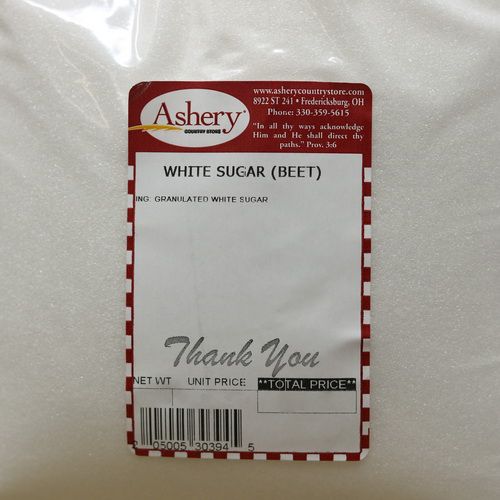 Ashery
COUNTRY STORE
www.asherycountrystore.com
8922 ST 241 • Fredericksburg, OH
Phone: 330-359-5615
"In all thy ways acknowledge
Him and He shall direct thy
paths." Prov. 3:6
WHITE SUGAR (BEET)
ING: GRANULATED WHITE SUGAR
Thank You
NET WT UNIT PRICE **TOTAL PRICE**
05005 30394 5